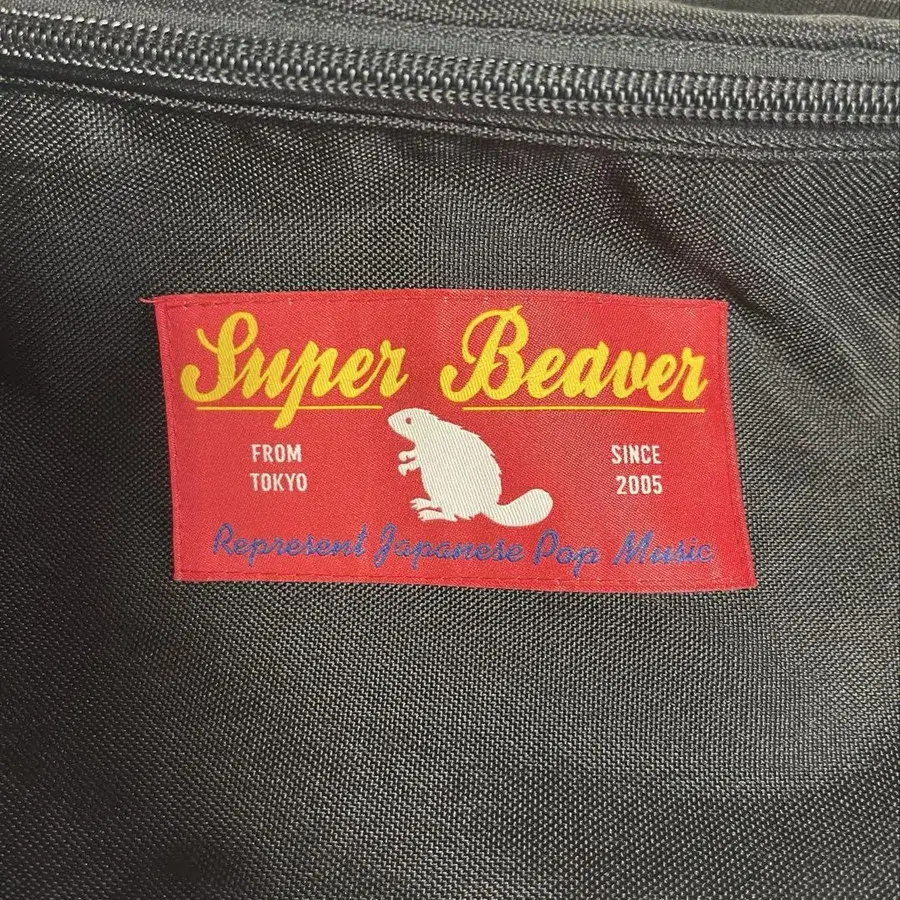 Super Beaver
FROM
TOKYO
SINCE
2005
Represent Japanese Pop Music